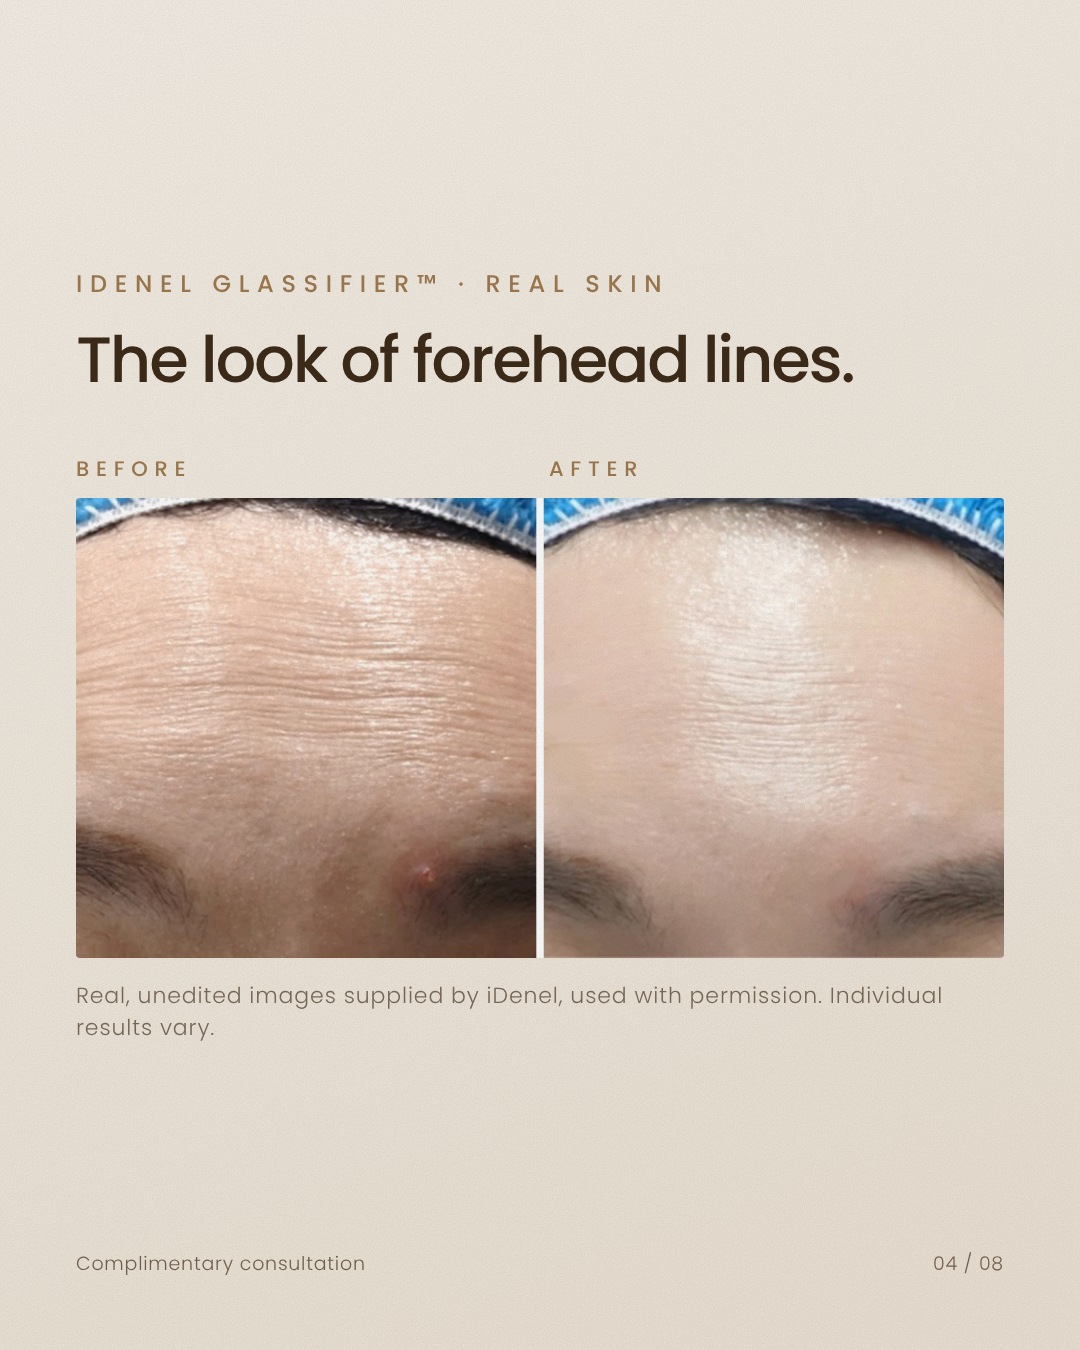 IDENEL GLASSIFIER™ · REAL SKIN
The look of forehead lines.
BEFORE
AFTER
Real, unedited images supplied by iDenel, used with permission. Individual
results vary.
Complimentary consultation
04 / 08